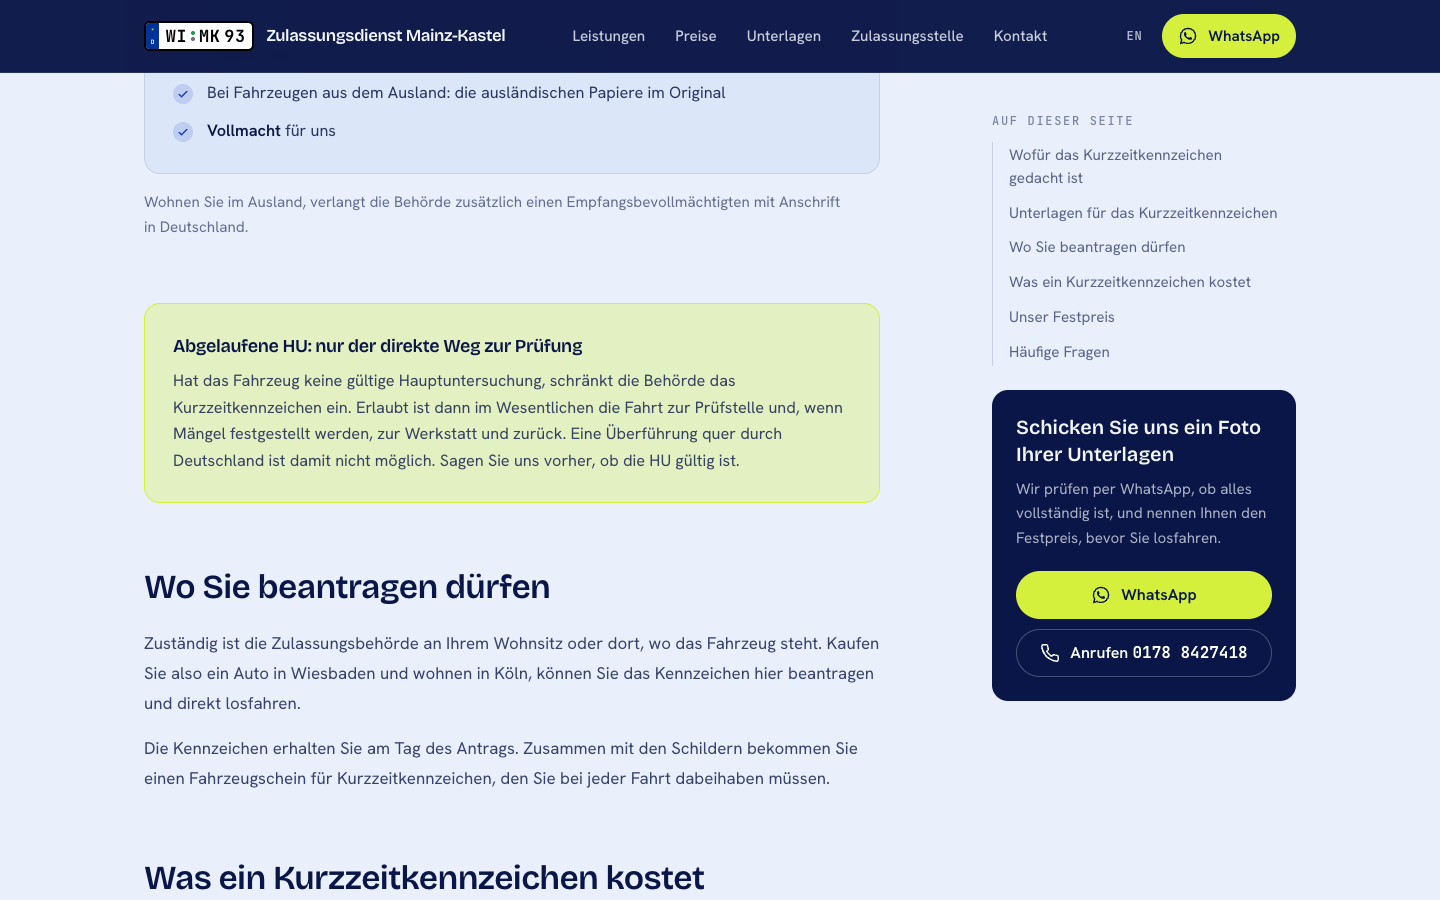 D WI:MK 93 Zulassungsdienst Mainz-Kastel Leistungen Preise Unterlagen Zulassungsstelle Kontakt EN WhatsApp
Bei Fahrzeugen aus dem Ausland: die ausländischen Papiere im Original
Vollmacht für uns
Wohnen Sie im Ausland, verlangt die Behörde zusätzlich einen Empfangsbevollmächtigten mit Anschrift
in Deutschland.
Abgelaufene HU: nur der direkte Weg zur Prüfung
Hat das Fahrzeug keine gültige Hauptuntersuchung, schränkt die Behörde das
Kurzzeitkennzeichen ein. Erlaubt ist dann im Wesentlichen die Fahrt zur Prüfstelle und, wenn
Mängel festgestellt werden, zur Werkstatt und zurück. Eine Überführung quer durch
Deutschland ist damit nicht möglich. Sagen Sie uns vorher, ob die HU gültig ist.
Wo Sie beantragen dürfen
Zuständig ist die Zulassungsbehörde an Ihrem Wohnsitz oder dort, wo das Fahrzeug steht. Kaufen
Sie also ein Auto in Wiesbaden und wohnen in Köln, können Sie das Kennzeichen hier beantragen
und direkt losfahren.
Die Kennzeichen erhalten Sie am Tag des Antrags. Zusammen mit den Schildern bekommen Sie
einen Fahrzeugschein für Kurzzeitkennzeichen, den Sie bei jeder Fahrt dabeihaben müssen.
Was ein Kurzzeitkennzeichen kostet
AUF DIESER SEITE
Wofür das Kurzzeitkennzeichen
gedacht ist
Unterlagen für das Kurzzeitkennzeichen
Wo Sie beantragen dürfen
Was ein Kurzzeitkennzeichen kostet
Unser Festpreis
Häufige Fragen
Schicken Sie uns ein Foto
Ihrer Unterlagen
Wir prüfen per WhatsApp, ob alles
vollständig ist, und nennen Ihnen den
Festpreis, bevor Sie losfahren.
WhatsApp
Anrufen 0178 8427418